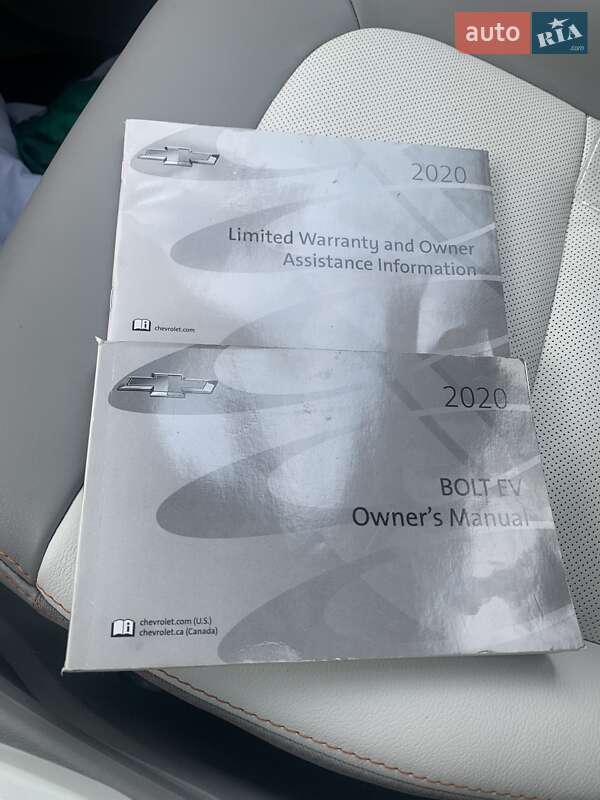 auto RIA.com
2020
Limited Warranty and Owner
Assistance Information
chevrolet.com
2020
BOLT EV
Owner's Manual
chevrolet.com (U.S.)
chevrolet.ca (Canada)